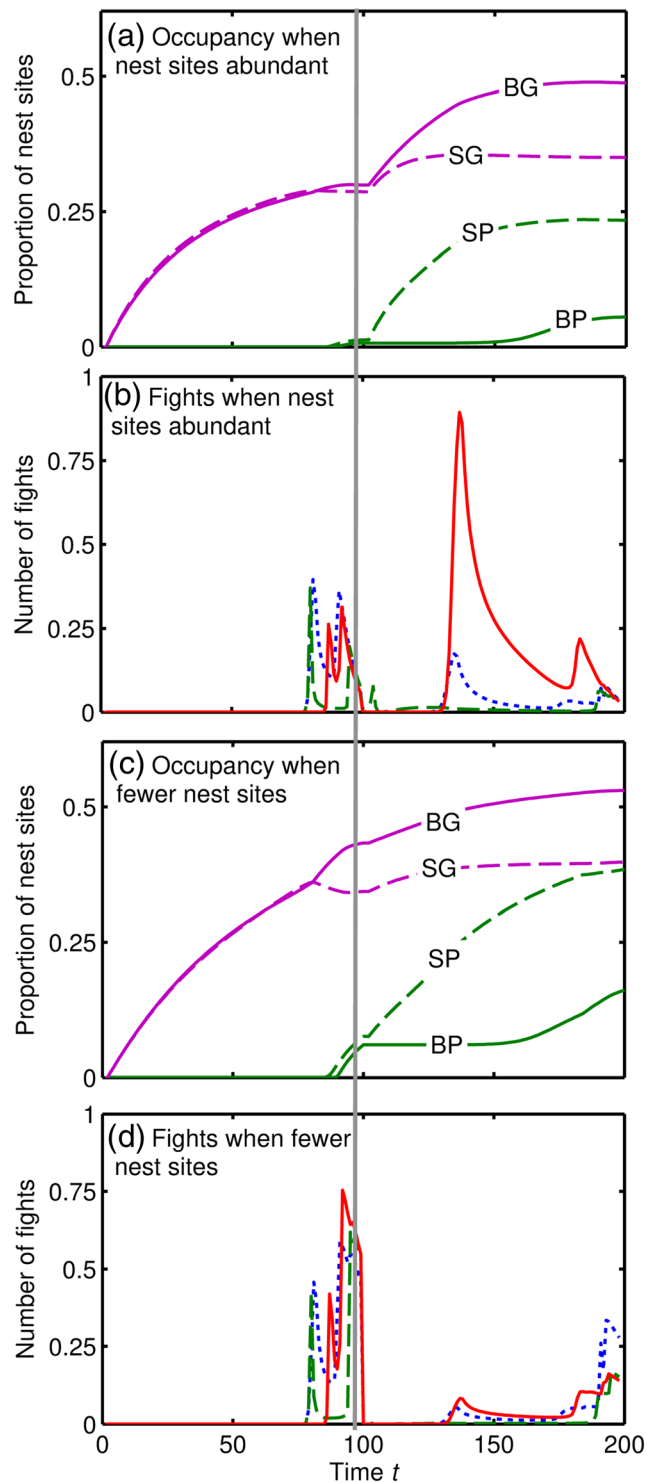 (a) Occupancy when
nest sites abundant
Proportion of nest sites
0.5
0.25
0
BG
SG
SP
BP
(b) Fights when nest
sites abundant
Number of fights
1
0.75
0.5
0.25
0
(c) Occupancy when
fewer nest sites
Proportion of nest sites
0.5
0.25
0
BG
SG
SP
BP
(d) Fights when fewer
nest sites
Number of fights
1
0.75
0.5
0.25
0
0 50 100 150 200
Time t